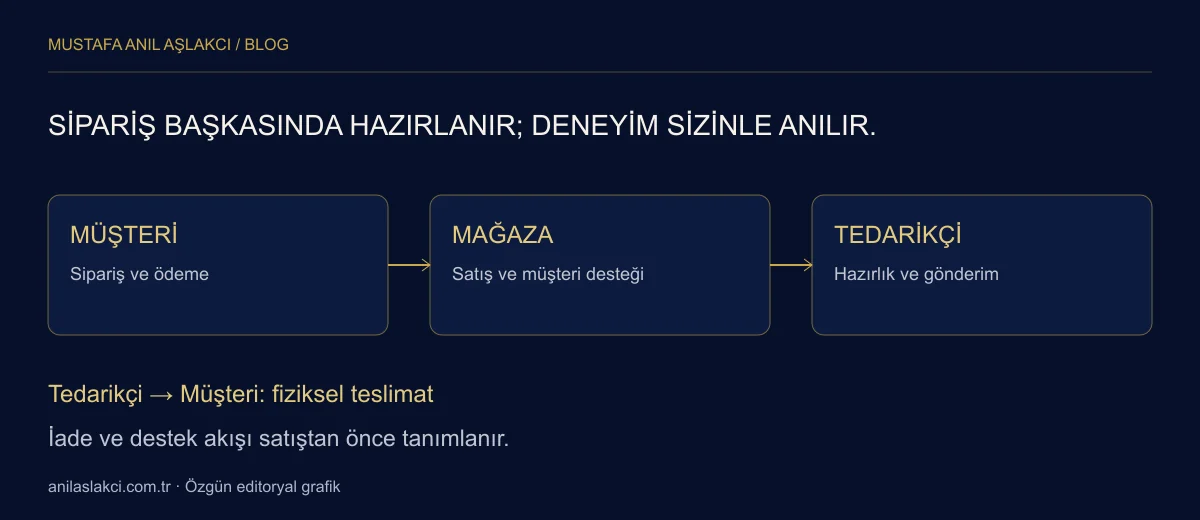 MUSTAFA ANIL AŞLAKCI / BLOG
SİPARİŞ BAŞKASINDA HAZIRLANIR; DENEYİM SİZİNLE ANILIR.
MÜŞTERİ
Sipariş ve ödeme
MAĞAZA
Satış ve müşteri desteği
TEDARİKÇİ
Hazırlık ve gönderim
Tedarikçi → Müşteri: fiziksel teslimat
İade ve destek akışı satıştan önce tanımlanır.
anilaslakci.com.tr · Özgün editoryal grafik